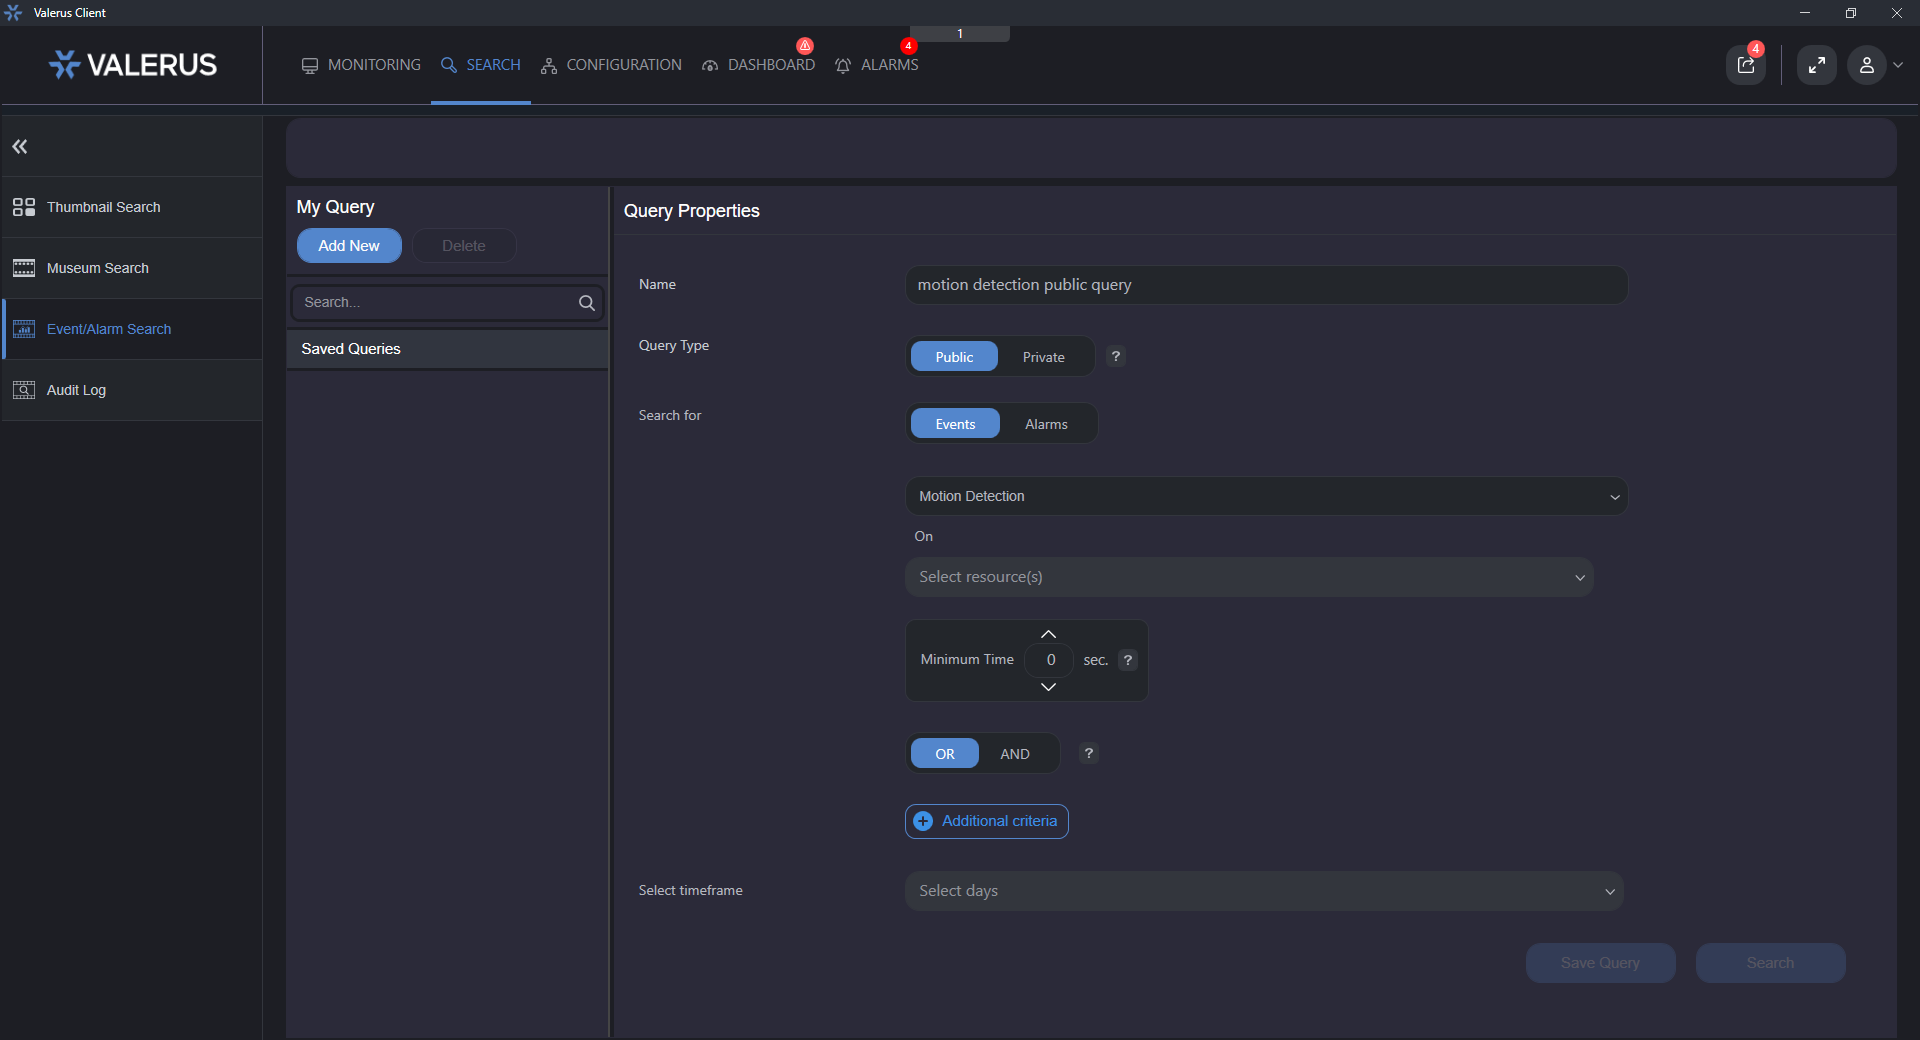 Valerus Client
1
VALERUS
MONITORING
SEARCH
CONFIGURATION
DASHBOARD
4
ALARMS
4
Thumbnail Search
Museum Search
Event/Alarm Search
Audit Log
My Query
Add New
Delete
Search...
Saved Queries
Query Properties
Name
motion detection public query
Query Type
Public
Private
?
Search for
Events
Alarms
Motion Detection
On
Select resource(s)
Minimum Time
0
sec.
?
OR
AND
?
Additional criteria
Select timeframe
Select days
Save Query
Search